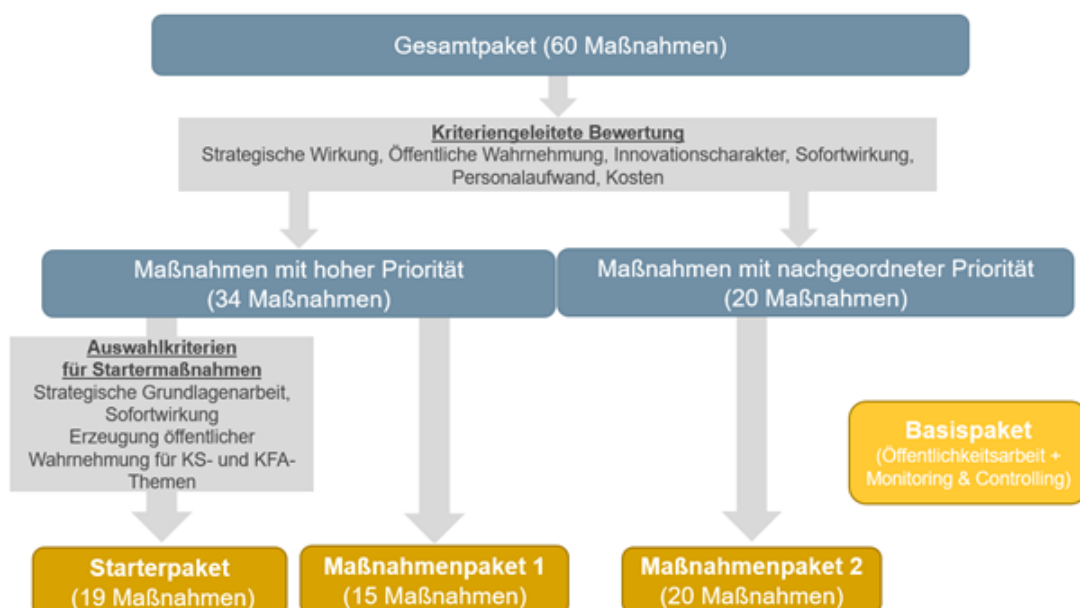 Gesamtpaket (60 Maßnahmen)
Kriteriengeleitete Bewertung
Strategische Wirkung, Öffentliche Wahrnehmung, Innovationscharakter, Sofortwirkung,
Personalaufwand, Kosten
Maßnahmen mit hoher Priorität
(34 Maßnahmen)
Maßnahmen mit nachgeordneter Priorität
(20 Maßnahmen)
Auswahlkriterien
für Startermaßnahmen
Strategische Grundlagenarbeit,
Sofortwirkung
Erzeugung öffentlicher
Wahrnehmung für KS- und KFA-
Themen
Basispaket
(Öffentlichkeitsarbeit +
Monitoring & Controlling)
Starterpaket
(19 Maßnahmen)
Maßnahmenpaket 1
(15 Maßnahmen)
Maßnahmenpaket 2
(20 Maßnahmen)